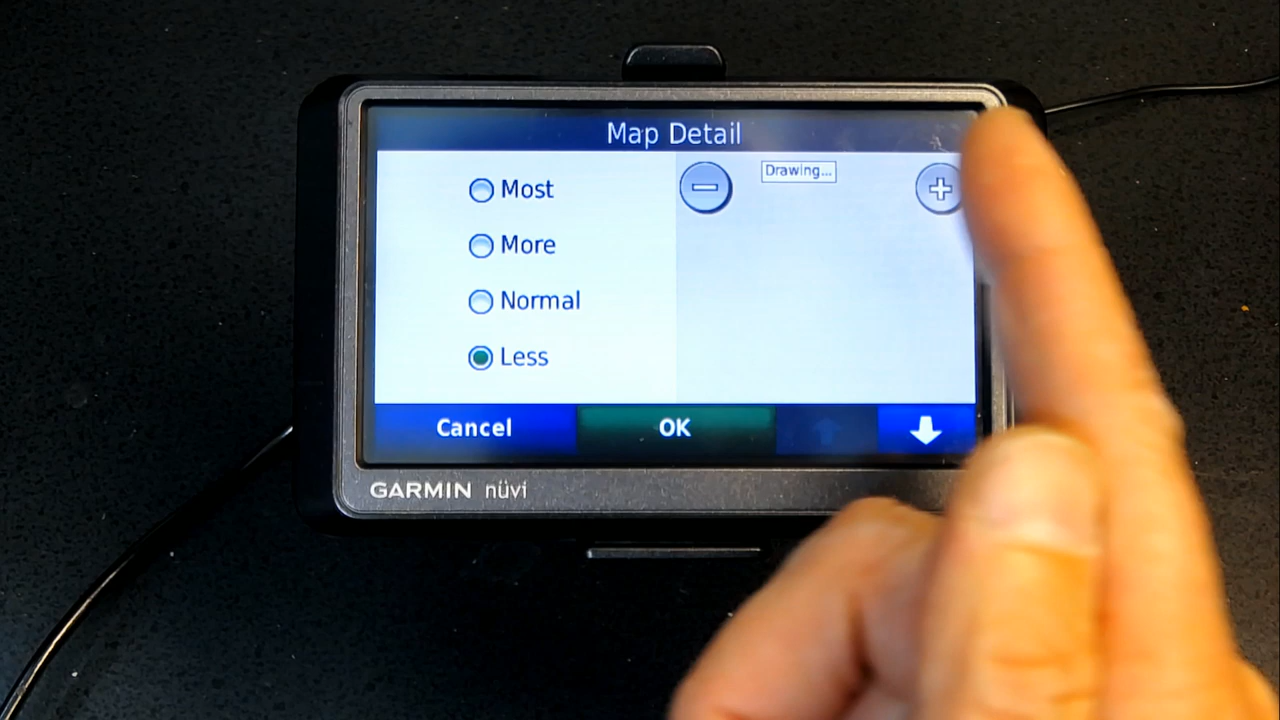 Map Detail
Most
Drawing...
More
Normal
Less
Cancel
OK
GARMIN nüvi